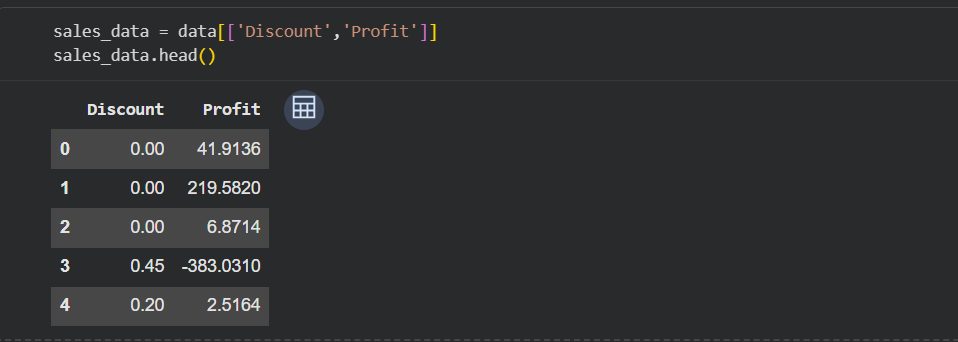 sales_data = data[['Discount','Profit']]
sales_data.head()
Discount Profit
0 0.00 41.9136
1 0.00 219.5820
2 0.00 6.8714
3 0.45 -383.0310
4 0.20 2.5164